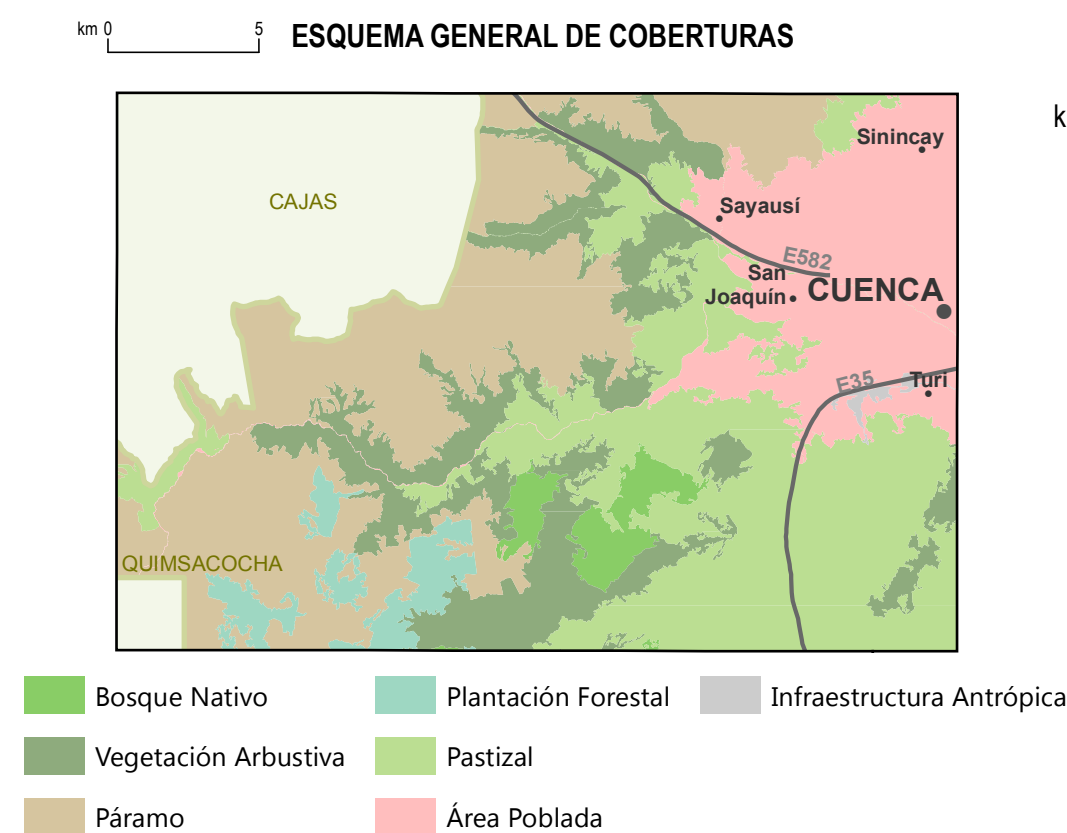 km 0 5
ESQUEMA GENERAL DE COBERTURAS
k
Sinincay
CAJAS
Sayausí
E582
San
Joaquín
CUENCA
E35
Turi
QUIMSACOCHA
Bosque Nativo
Plantación Forestal
Infraestructura Antrópica
Vegetación Arbustiva
Pastizal
Páramo
Área Poblada